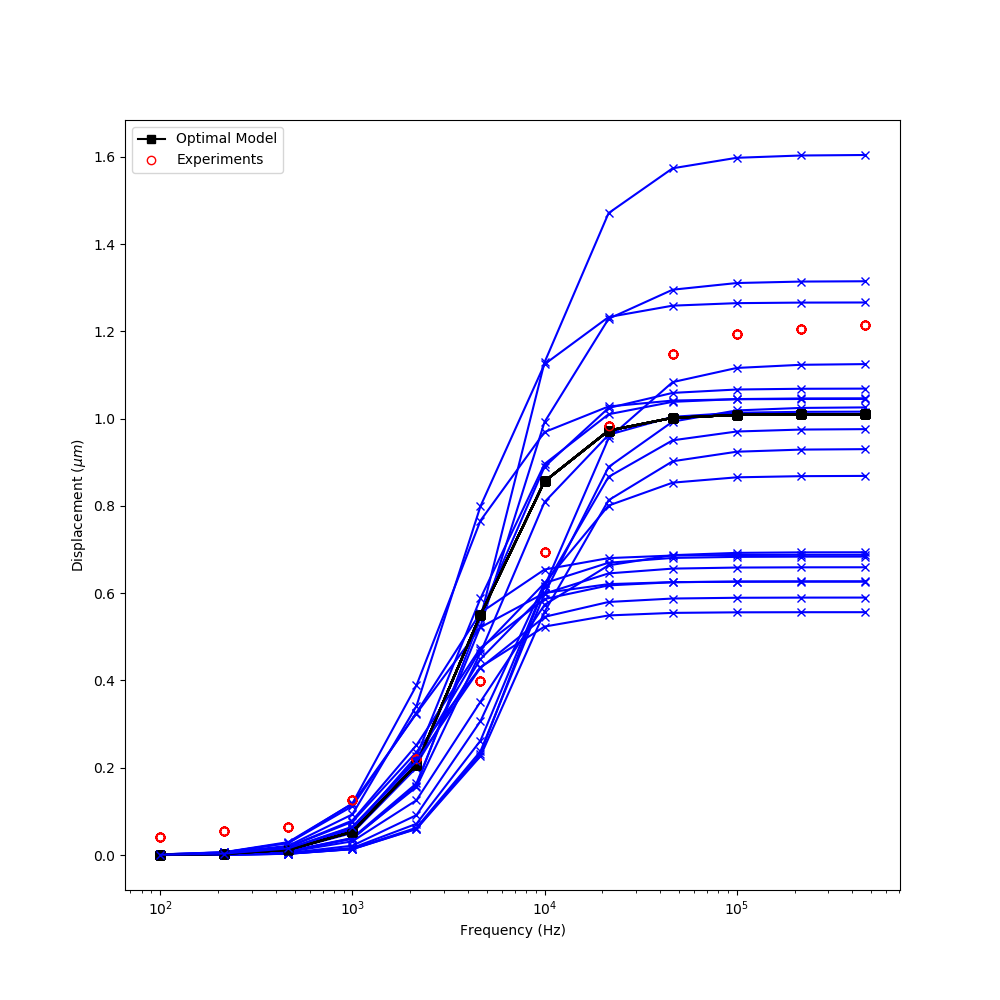 Optimal Model
Experiments
Displacement (μm)
1.6
1.4
1.2
1.0
0.8
0.6
0.4
0.2
0.0
10² 10³ 10⁴ 10⁵
Frequency (Hz)